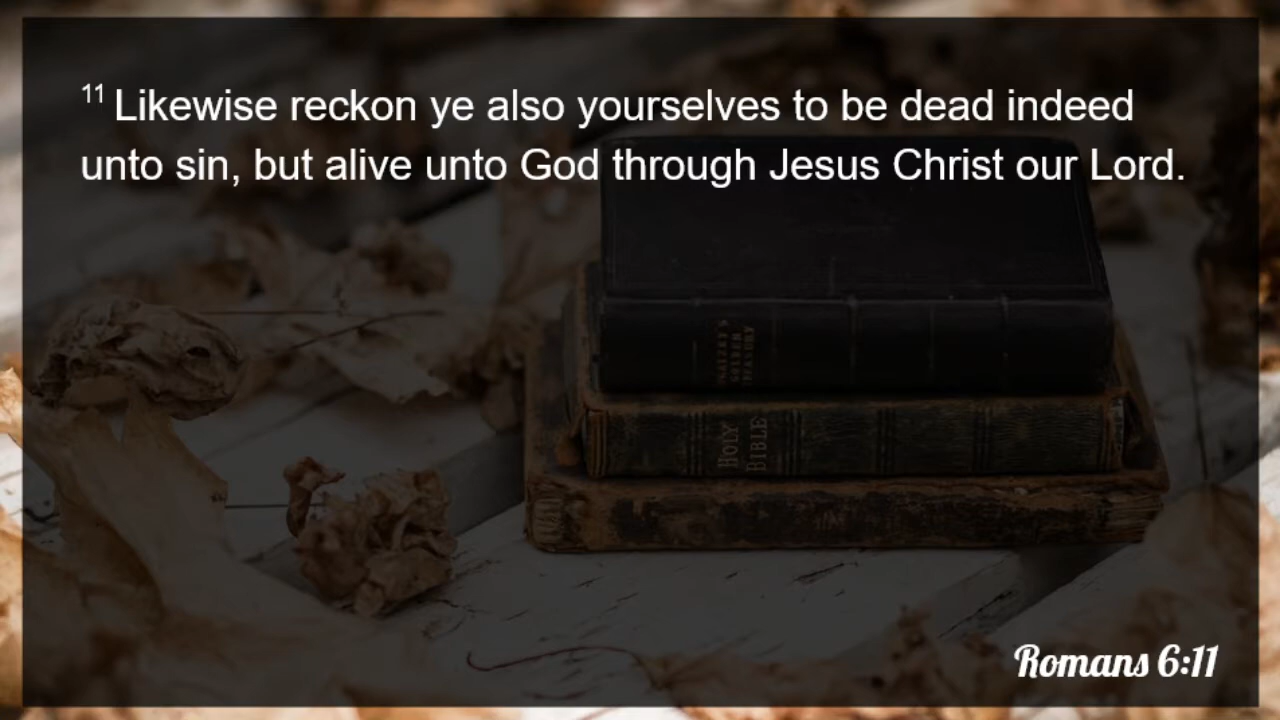 11 Likewise reckon ye also yourselves to be dead indeed
unto sin, but alive unto God through Jesus Christ our Lord.
HOLY
BIBLE
Romans 6:11